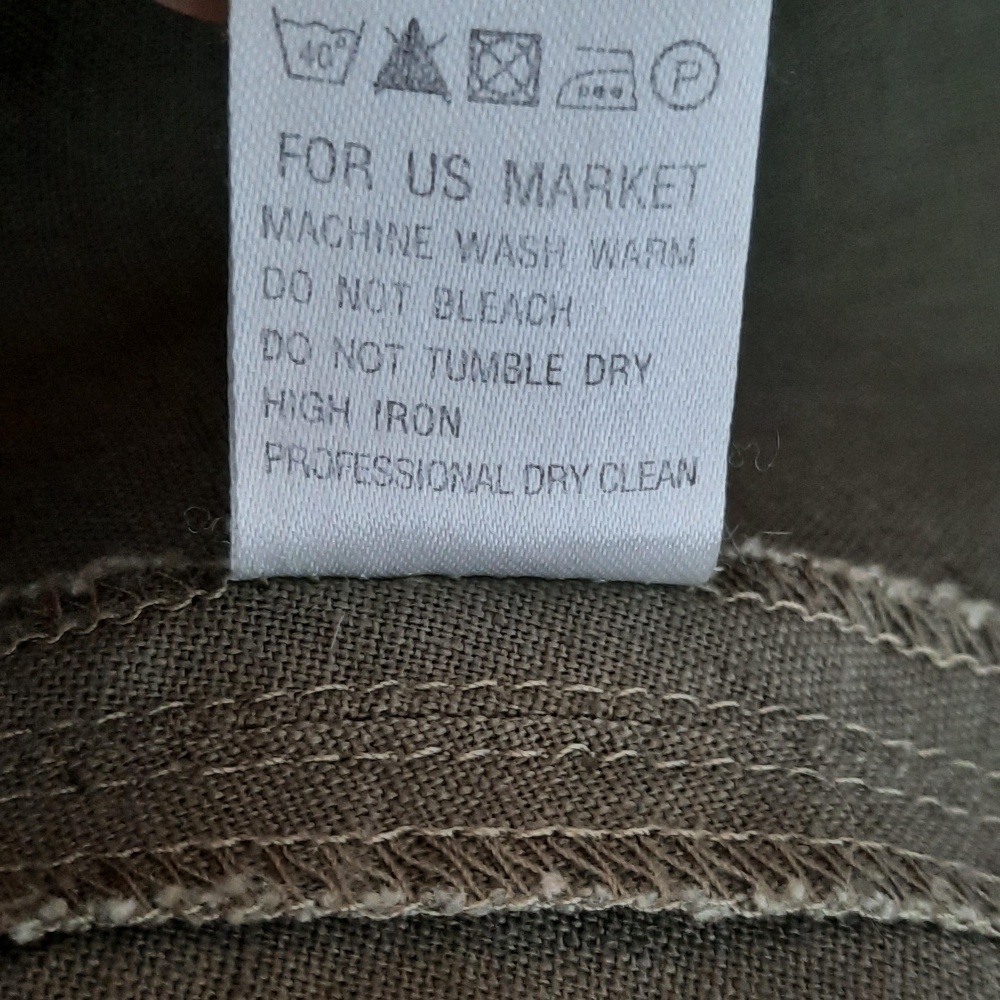 40°
P
FOR US MARKET
MACHINE WASH WARM
DO NOT BLEACH
DO NOT TUMBLE DRY
HIGH IRON
PROFESSIONAL DRY CLEAN